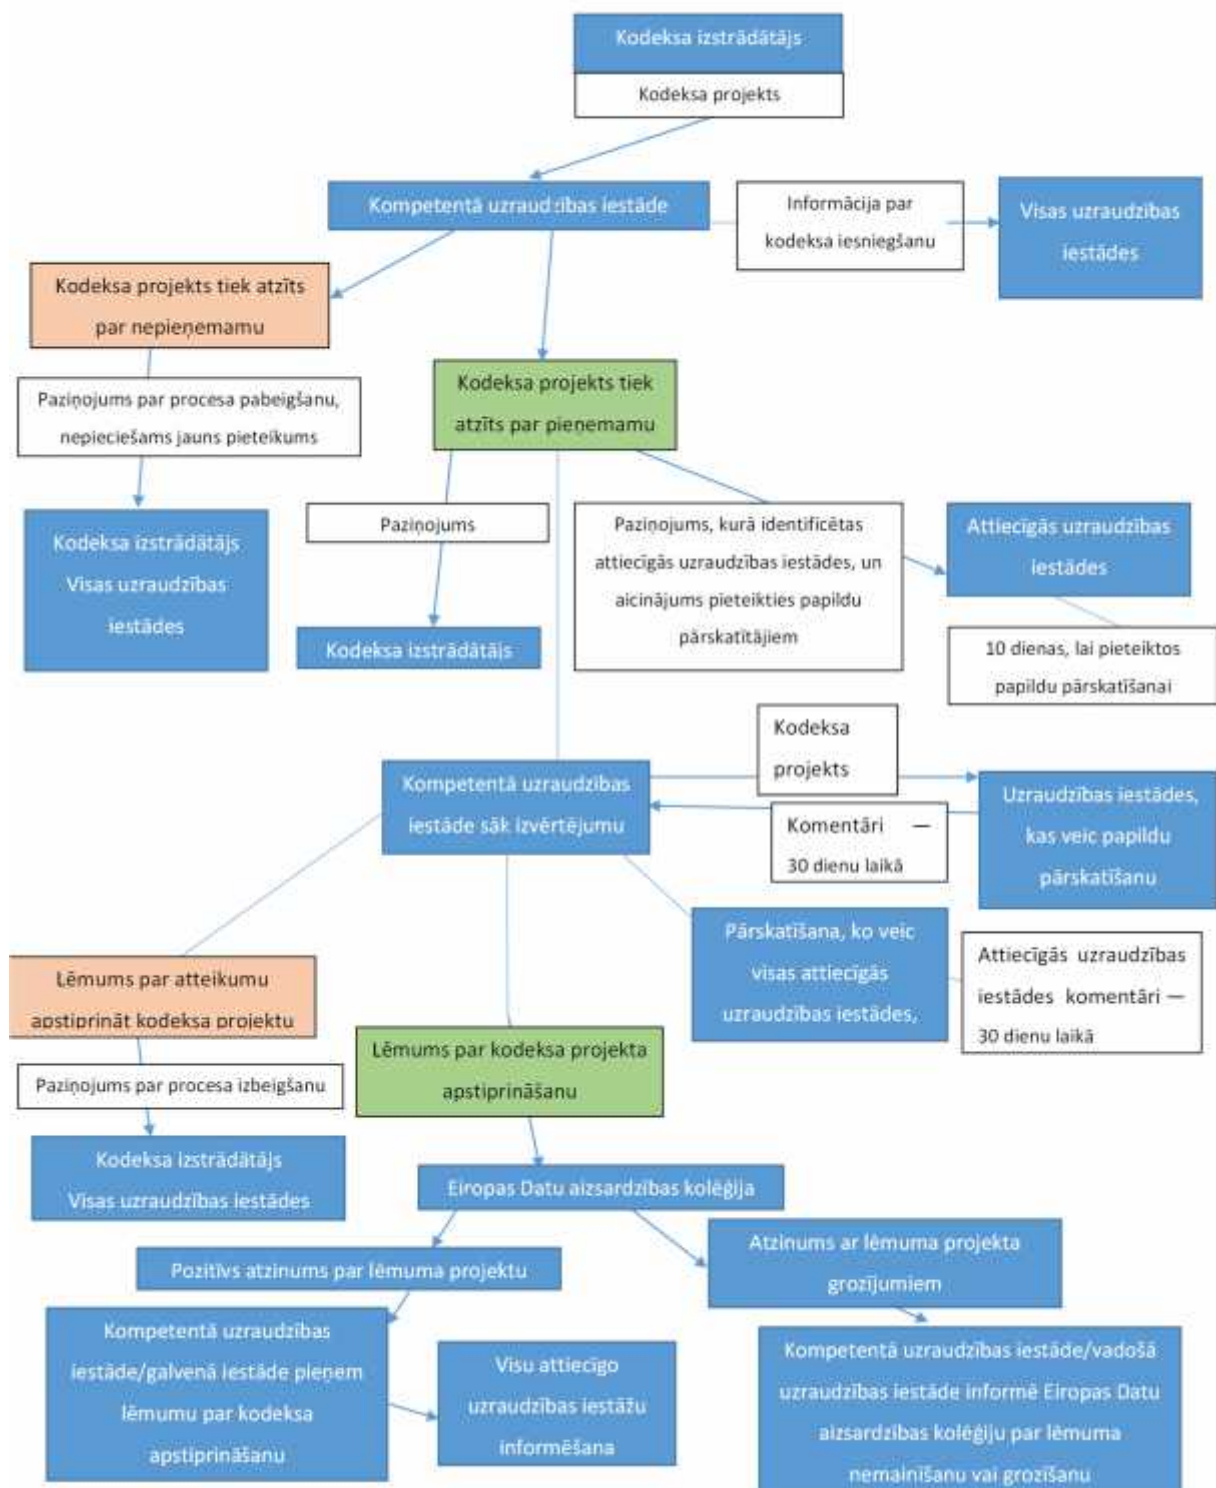 Kodeksa izstrādātājs
Kodeksa projekts
Kompetentā uzraudzības iestāde
Informācija par
kodeksa iesniegšanu
Visas uzraudzības
iestādes
Kodeksa projekts tiek atzīts
par nepieņemamu
Kodeksa projekts tiek
atzīts par pieņemamu
Paziņojums par procesa pabeigšanu,
nepieciešams jauns pieteikums
Kodeksa izstrādātājs
Visas uzraudzības
iestādes
Paziņojums
Kodeksa izstrādātājs
Paziņojums, kurā identificētas
attiecīgās uzraudzības iestādes, un
aicinājums pieteikties papildu
pārskatītājiem
Attiecīgās uzraudzības
iestādes
10 dienas, lai pieteiktos
papildu pārskatīšanai
Kompetentā uzraudzības
iestāde sāk izvērtējumu
Kodeksa
projekts
Komentāri —
30 dienu laikā
Uzraudzības iestādes,
kas veic papildu
pārskatīšanu
Pārskatīšana, ko veic
visas attiecīgās
uzraudzības iestādes,
Attiecīgās uzraudzības
iestādes komentāri —
30 dienu laikā
Lēmums par atteikumu
apstiprināt kodeksa projektu
Paziņojums par procesa izbeigšanu
Kodeksa izstrādātājs
Visas uzraudzības iestādes
Lēmums par kodeksa projekta
apstiprināšanu
Eiropas Datu aizsardzības kolēģija
Pozitīvs atzinums par lēmuma projektu
Atzinums ar lēmuma projekta
grozījumiem
Kompetentā uzraudzības
iestāde/galvenā iestāde pieņem
lēmumu par kodeksa
apstiprināšanu
Visu attiecīgo
uzraudzības iestāžu
informēšana
Kompetentā uzraudzības iestāde/vadošā
uzraudzības iestāde informē Eiropas Datu
aizsardzības kolēģiju par lēmuma
nemainīšanu vai grozīšanu